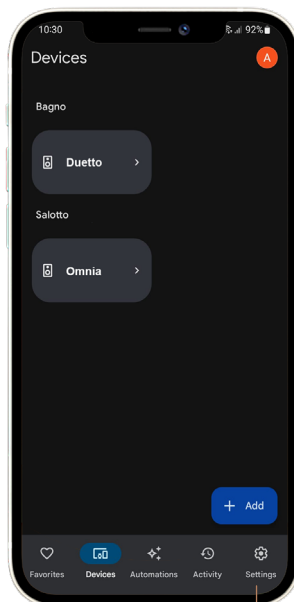 10:30
92%
Devices
A
Bagno
Duetto
Salotto
Omnia
+ Add
Favorites
Devices
Automations
Activity
Settings